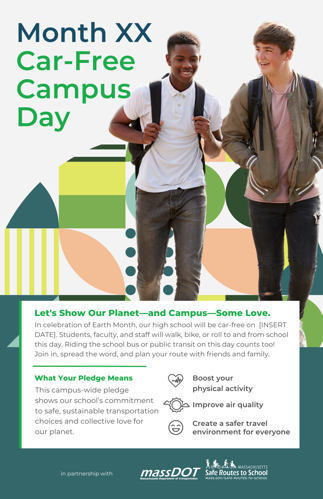 Month XX
Car-Free
Campus
Day
Let's Show Our Planet—and Campus—Some Love.
In celebration of Earth Month, our high school will be car-free on [INSERT
DATE]. Students, faculty, and staff will walk, bike, or roll to and from school
this day. Riding the school bus or public transit on this day counts too!
Join in, spread the word, and plan your route with friends and family.
What Your Pledge Means
This campus-wide pledge
shows our school's commitment
to safe, sustainable transportation
choices and collective love for
our planet.
Boost your
physical activity
Improve air quality
Create a safer travel
environment for everyone
in partnership with
massDOT
Massachusetts Department of Transportation
MASSACHUSETTS
Safe Routes to School
MASS.GOV/SAFE-ROUTES-TO-SCHOOL